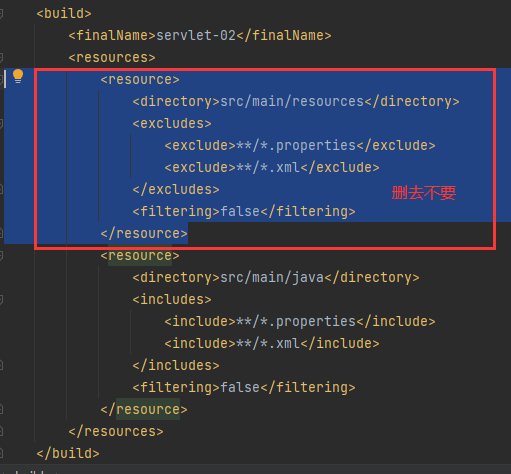 <build>
<finalName>servlet-02</finalName>
<resources>
<resource>
<directory>src/main/resources</directory>
<excludes>
<exclude>**/*.properties</exclude>
<exclude>**/*.xml</exclude>
</excludes>
删去不要
<filtering>false</filtering>
</resource>
<resource>
<directory>src/main/java</directory>
<includes>
<include>**/*.properties</include>
<include>**/*.xml</include>
</includes>
<filtering>false</filtering>
</resource>
</resources>
</build>